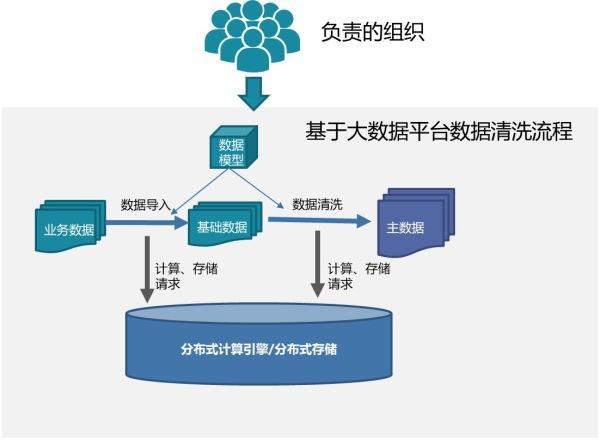 负责的组织
基于大数据平台数据清洗流程
数据
模型
数据导入
数据清洗
业务数据
基础数据
主数据
计算、存储
请求
计算、存储
请求
分布式计算引擎/分布式存储